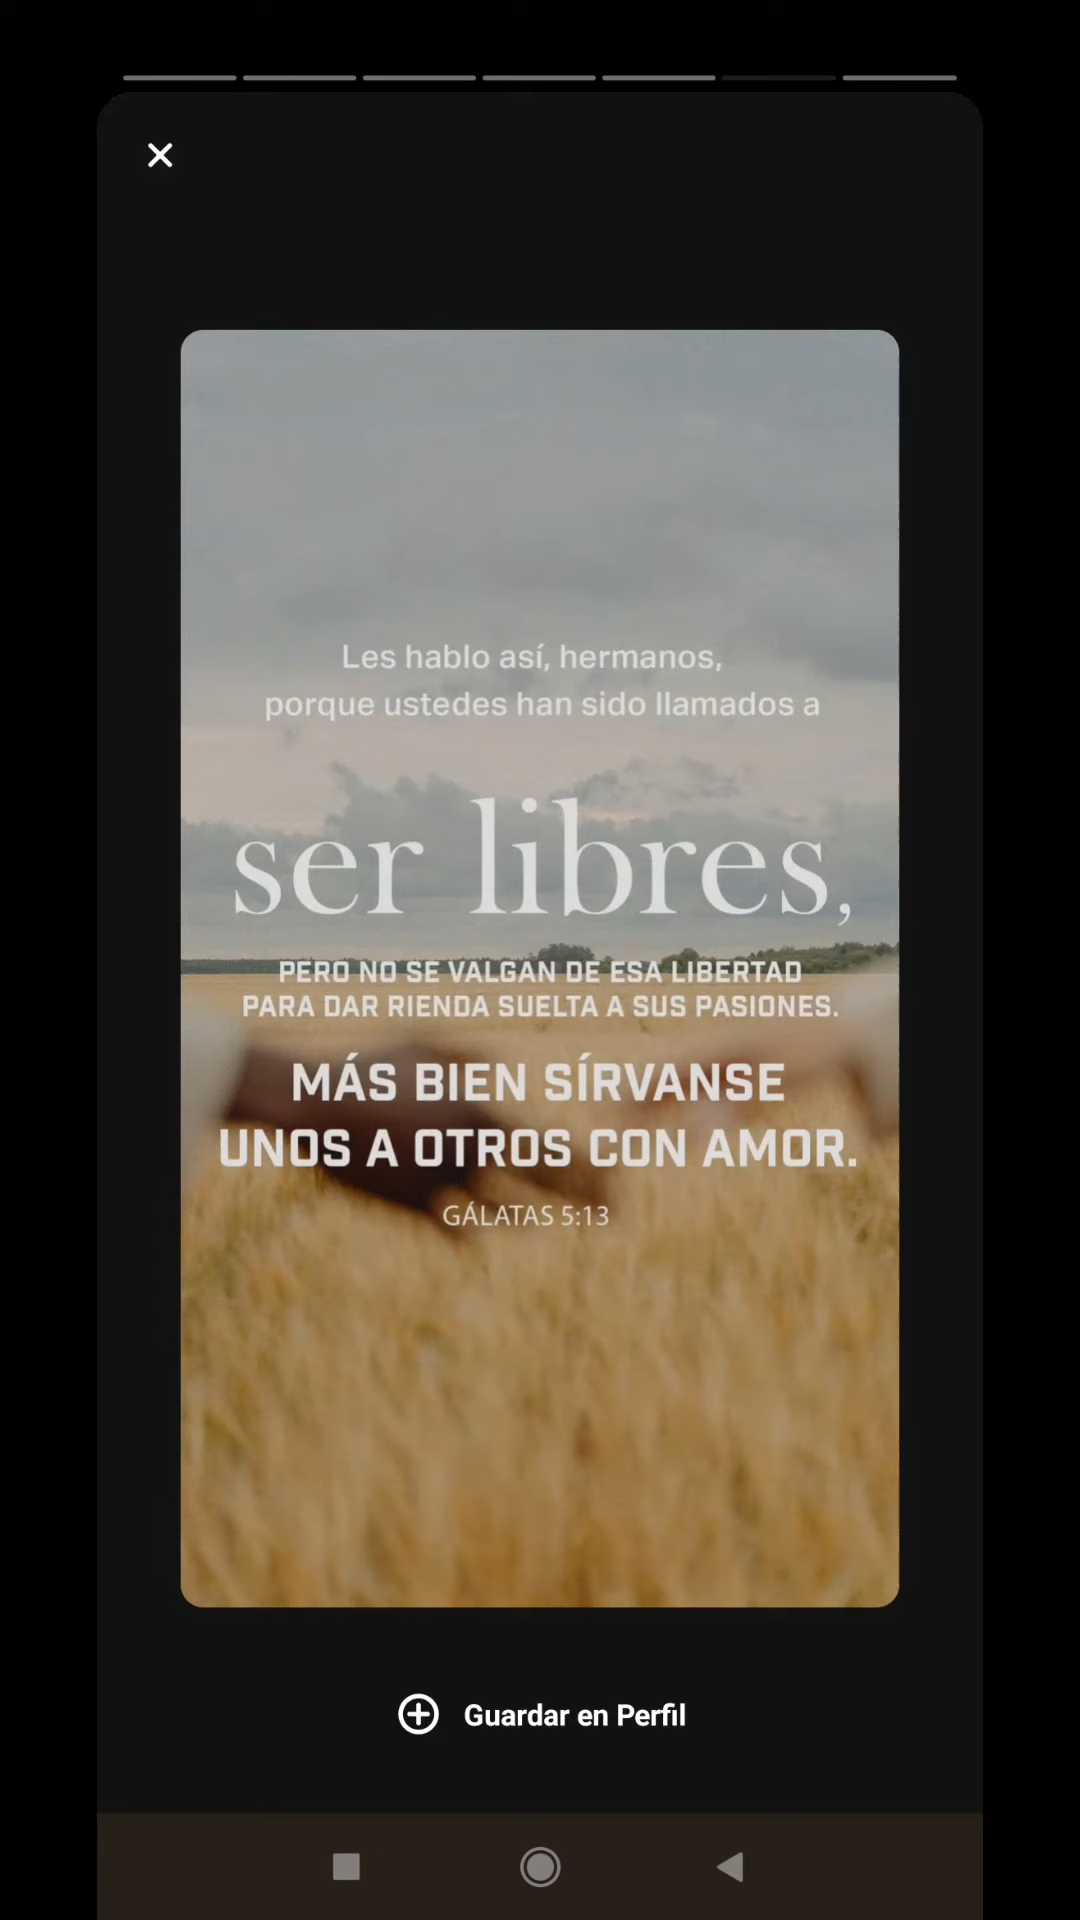 Les hablo así, hermanos,
porque ustedes han sido llamados a
ser libres,
PERO NO SE VALGAN DE ESA LIBERTAD
PARA DAR RIENDA SUELTA A SUS PASIONES.
MÁS BIEN SÍRVANSE
UNOS A OTROS CON AMOR.
GÁLATAS 5:13
Guardar en Perfil